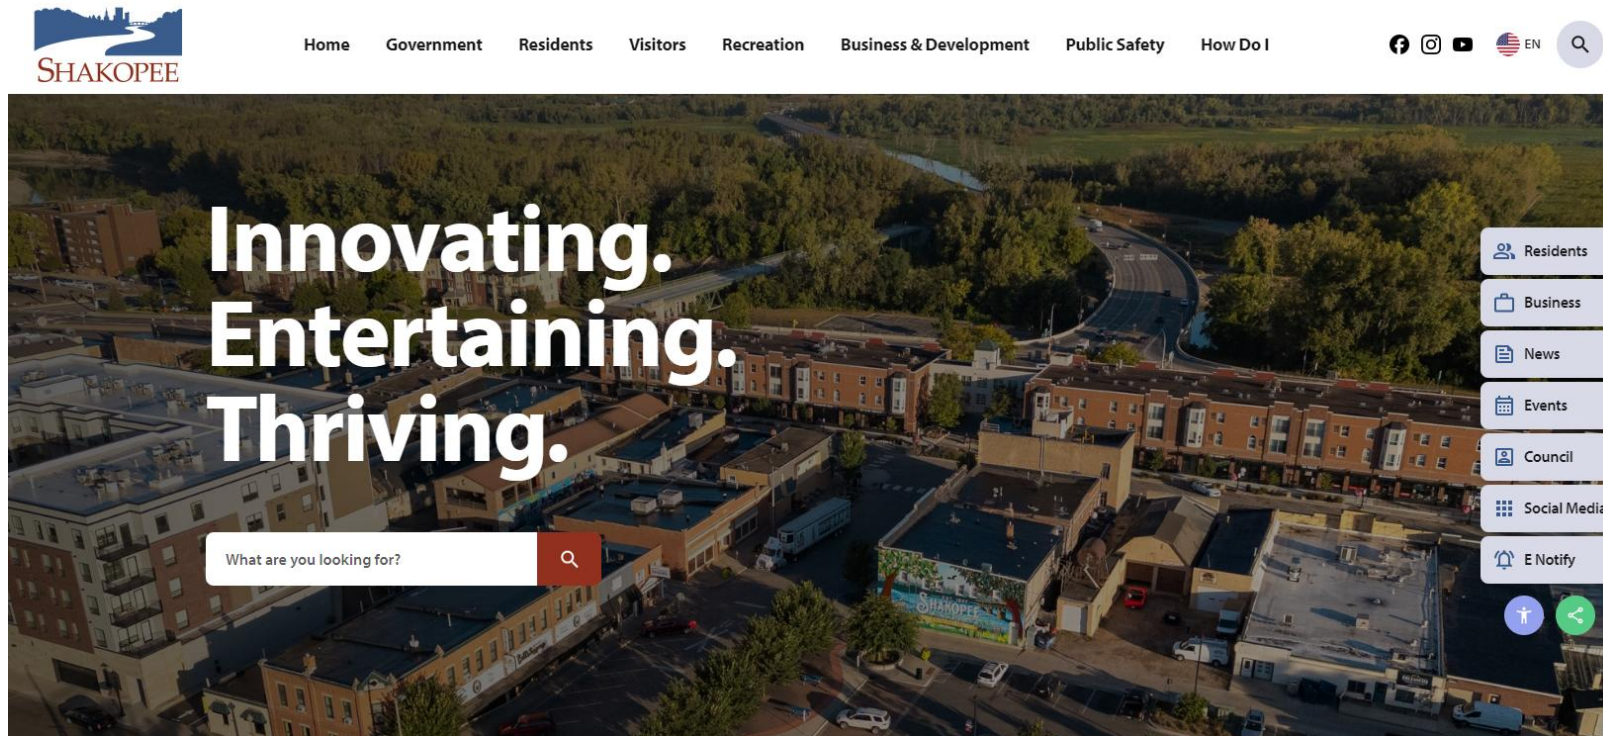 SHAKOPEE
Home Government Residents Visitors Recreation Business & Development Public Safety How Do I EN
Innovating.
Entertaining.
Thriving.
What are you looking for?
Residents
Business
News
Events
Council
Social Media
E Notify
SHAKOPEE